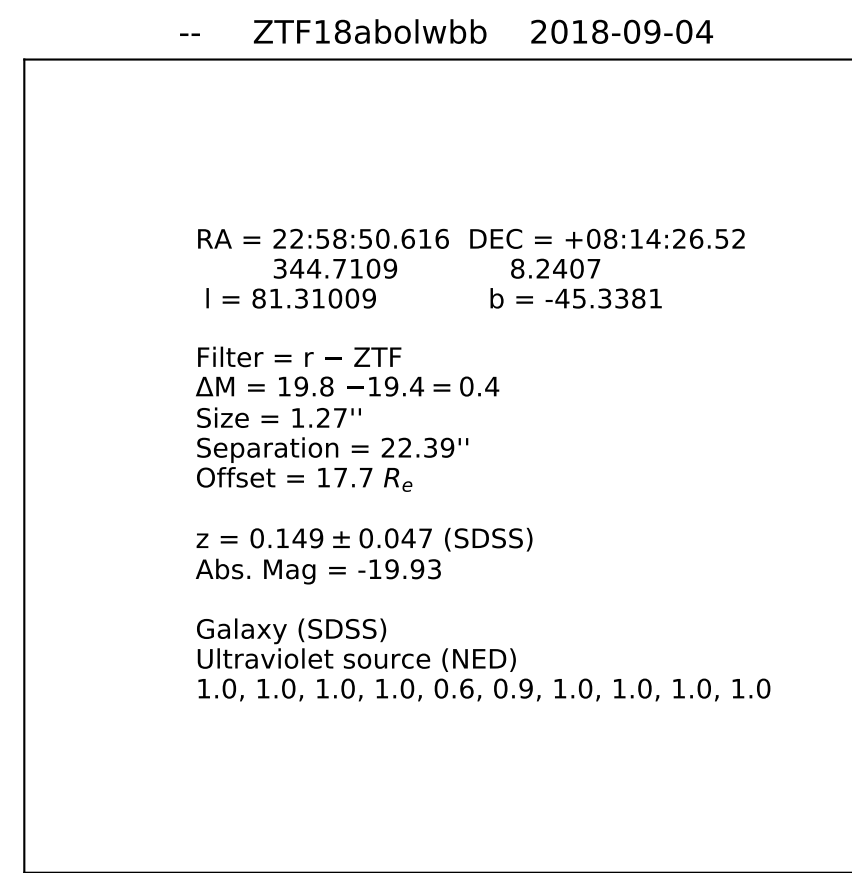 -- ZTF18abolwbb 2018-09-04
RA = 22:58:50.616 DEC = +08:14:26.52
344.7109 8.2407
l = 81.31009 b = -45.3381
Filter = r − ZTF
ΔM = 19.8 −19.4 = 0.4
Size = 1.27''
Separation = 22.39''
Offset = 17.7 Re
z = 0.149 ± 0.047 (SDSS)
Abs. Mag = -19.93
Galaxy (SDSS)
Ultraviolet source (NED)
1.0, 1.0, 1.0, 1.0, 0.6, 0.9, 1.0, 1.0, 1.0, 1.0